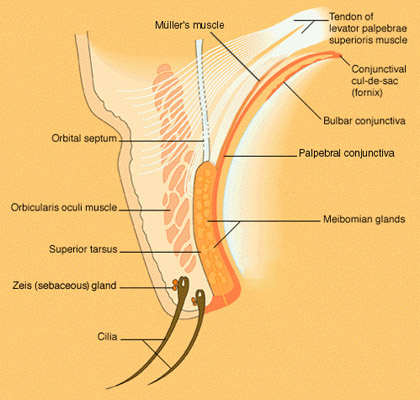 Müller's muscle
Tendon of
levator palpebrae
superioris muscle
Conjunctival
cul-de-sac
(fornix)
Bulbar conjunctiva
Orbital septum
Palpebral conjunctiva
Orbicularis oculi muscle
Meibomian glands
Superior tarsus
Zeis (sebaceous) gland
Cilia